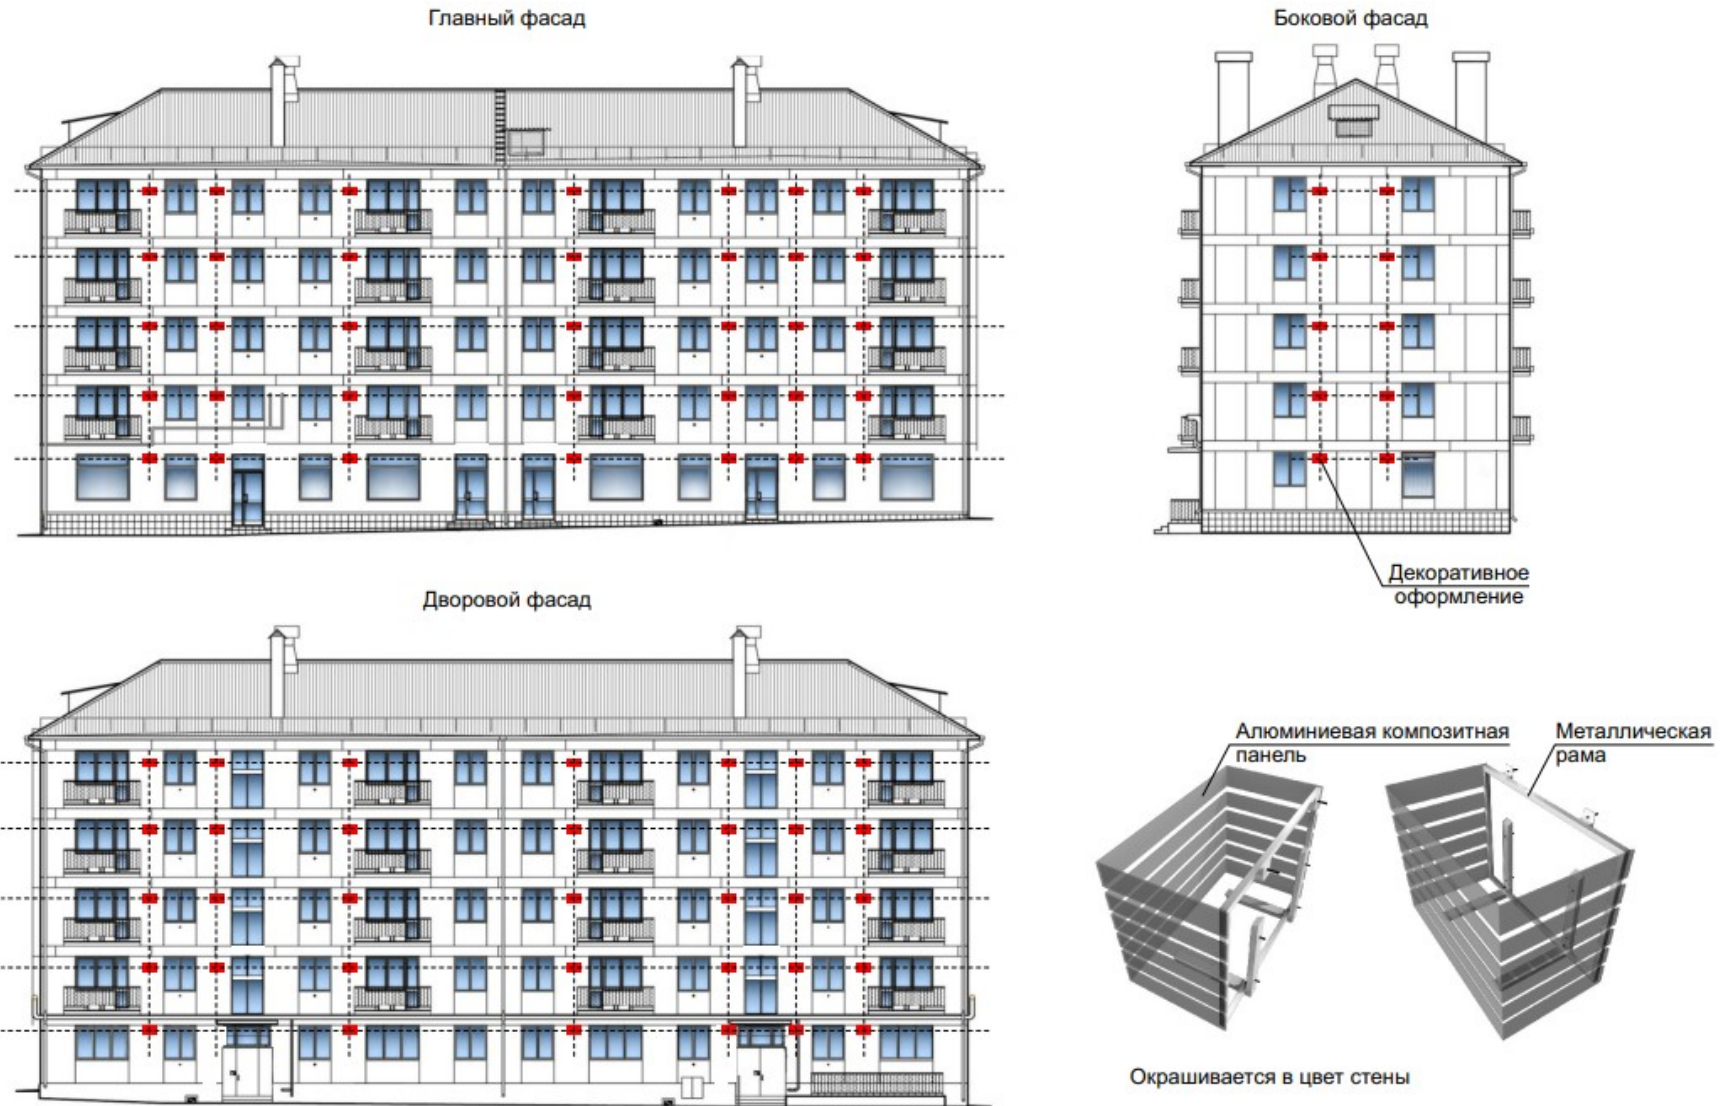 Главный фасад
Боковой фасад
Декоративное
оформление
Дворовой фасад
Алюминиевая композитная
панель
Металлическая
рама
Окрашивается в цвет стены